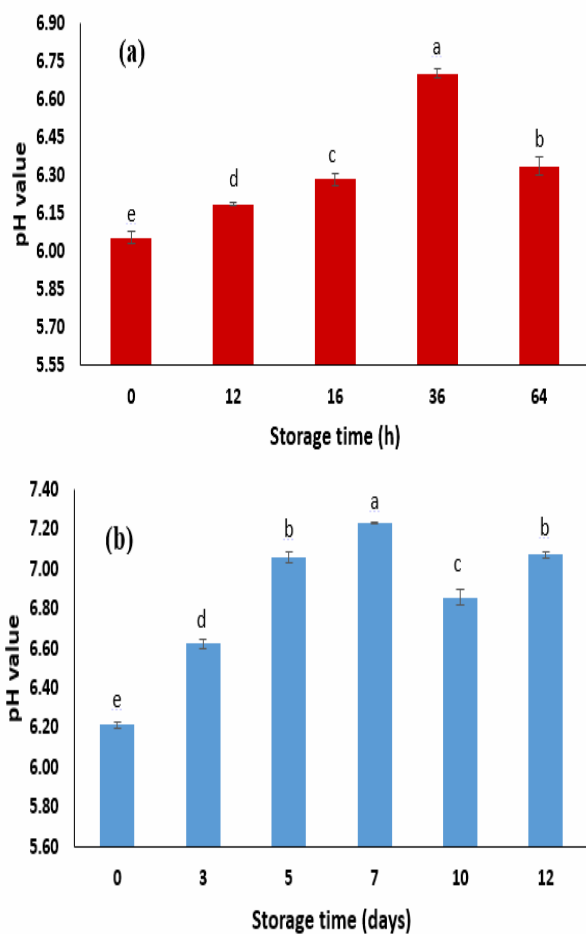 6.90
(a)
a
6.75
6.60
6.45
c
b
6.30
d
6.15
e
6.00
5.85
5.70
5.55
pH value
0 12 16 36 64
Storage time (h)
7.40
a
7.20
(b)
b
b
7.00
c
6.80
d
6.60
6.40
e
6.20
6.00
5.80
5.60
pH value
0 3 5 7 10 12
Storage time (days)